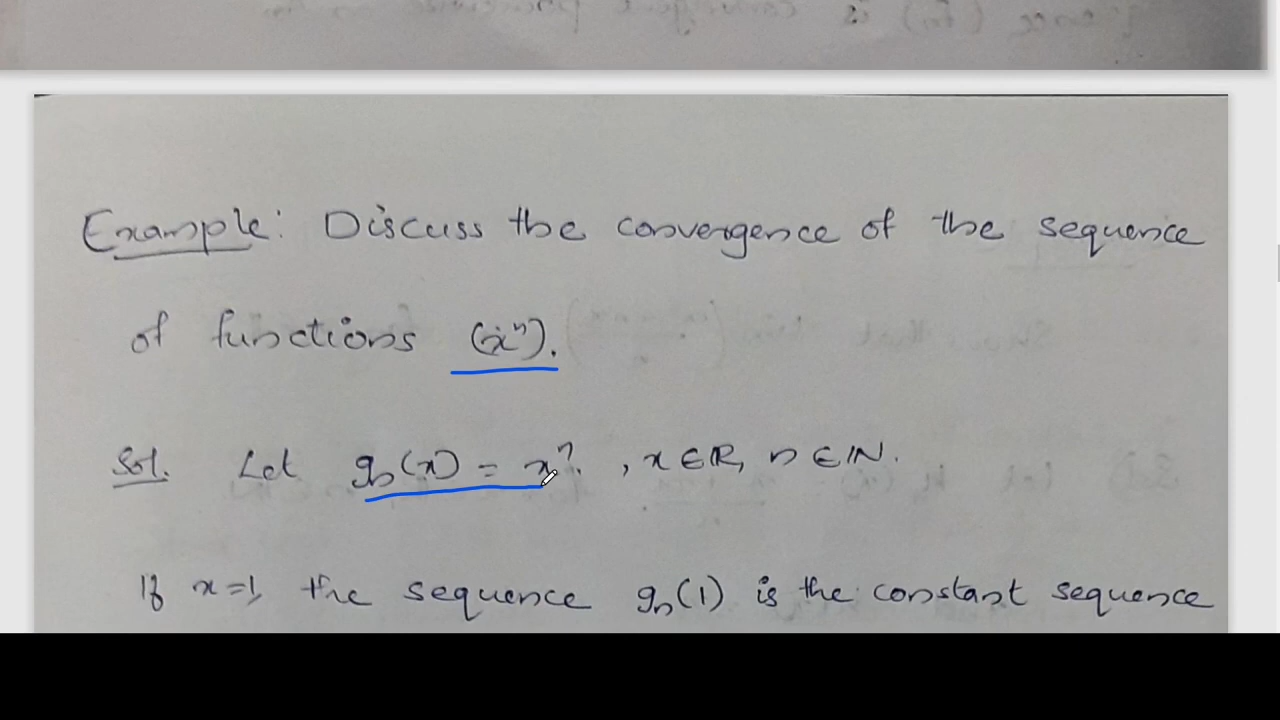 Example: Discuss the convergence of the sequence
of functions (xⁿ).
Sol. Let gₙ(x) = xⁿ, x ∈ ℝ, n ∈ ℕ.
If x=1, the sequence gₙ(1) is the constant sequence